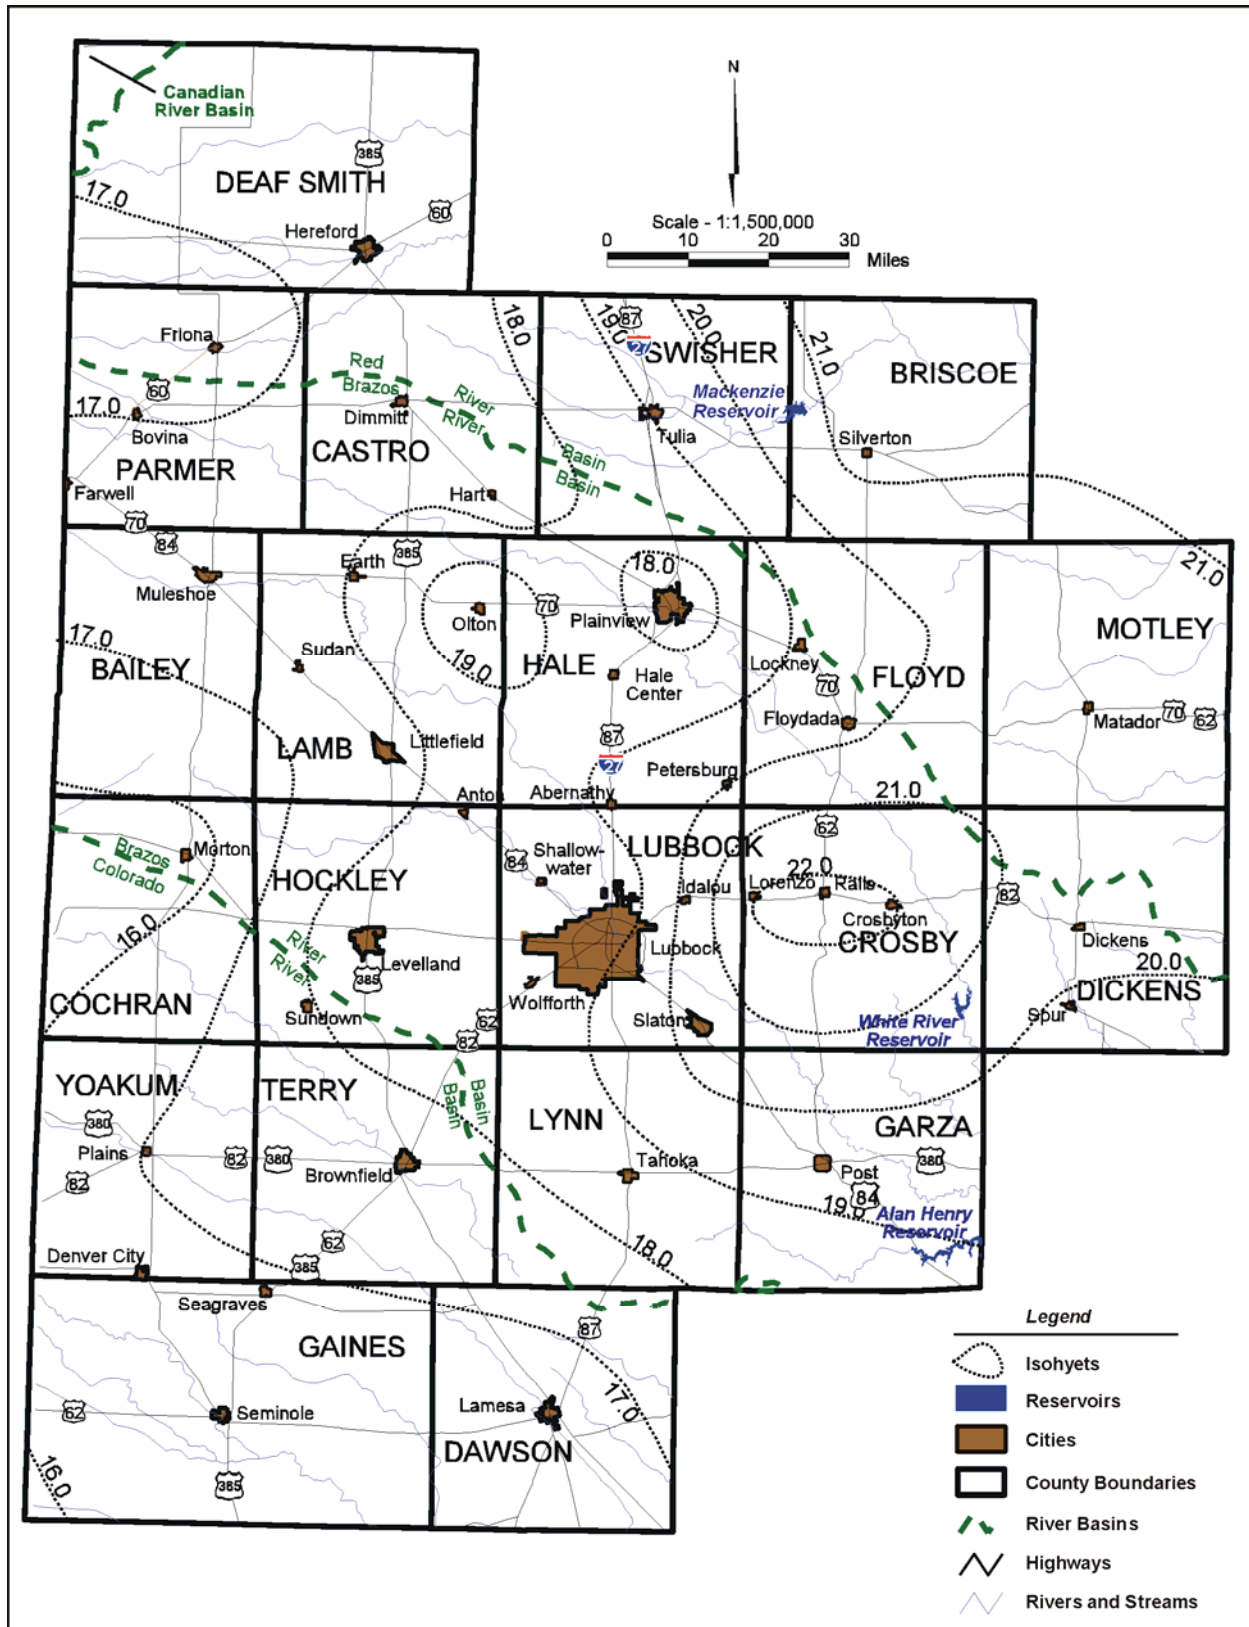 N
Canadian
River Basin
17.0
385
DEAF SMITH
60
Hereford
Scale - 1:1,500,000
0 10 20 30
Miles
18.0
19.0
87
27
20.0
21.0
Friona
SWISHER
BRISCOE
Red
Brazos
River
River
60
17.0
Bovina
Dimmitt
Mackenzie
Reservoir
Tulia
Silverton
CASTRO
PARMER
Basin
Basin
Farwell
Hart
70
84
385
Earth
18.0
21.0
Muleshoe
Olton
70
Plainview
17.0
BAILEY
Sudan
19.0
HALE
Hale
Center
Lockney
70
FLOYD
MOTLEY
Floydada
Matador
70
62
87
27
LAMB
Littlefield
Petersburg
Anton
Abernathy
21.0
Brazos
Colorado
Morton
84
Shallow-
water
LUBBOCK
62
HOCKLEY
22.0
Idalou
Lorenzo
Ralls
Crosbyton
82
16.0
River
River
Levelland
385
Lubbock
CROSBY
Dickens
20.0
COCHRAN
Sundown
Wolfforth
Slaton
White River
Reservoir
Spur
DICKENS
62
82
YOAKUM
TERRY
Basin
Basin
LYNN
GARZA
380
Plains
82
82
380
Brownfield
Tahoka
Post
380
84
19.0
Alan Henry
Reservoir
62
18.0
Denver City
385
Seagraves
87
GAINES
17.0
62
Seminole
Lamesa
DAWSON
16.0
385
Legend
Isohyets
Reservoirs
Cities
County Boundaries
River Basins
Highways
Rivers and Streams